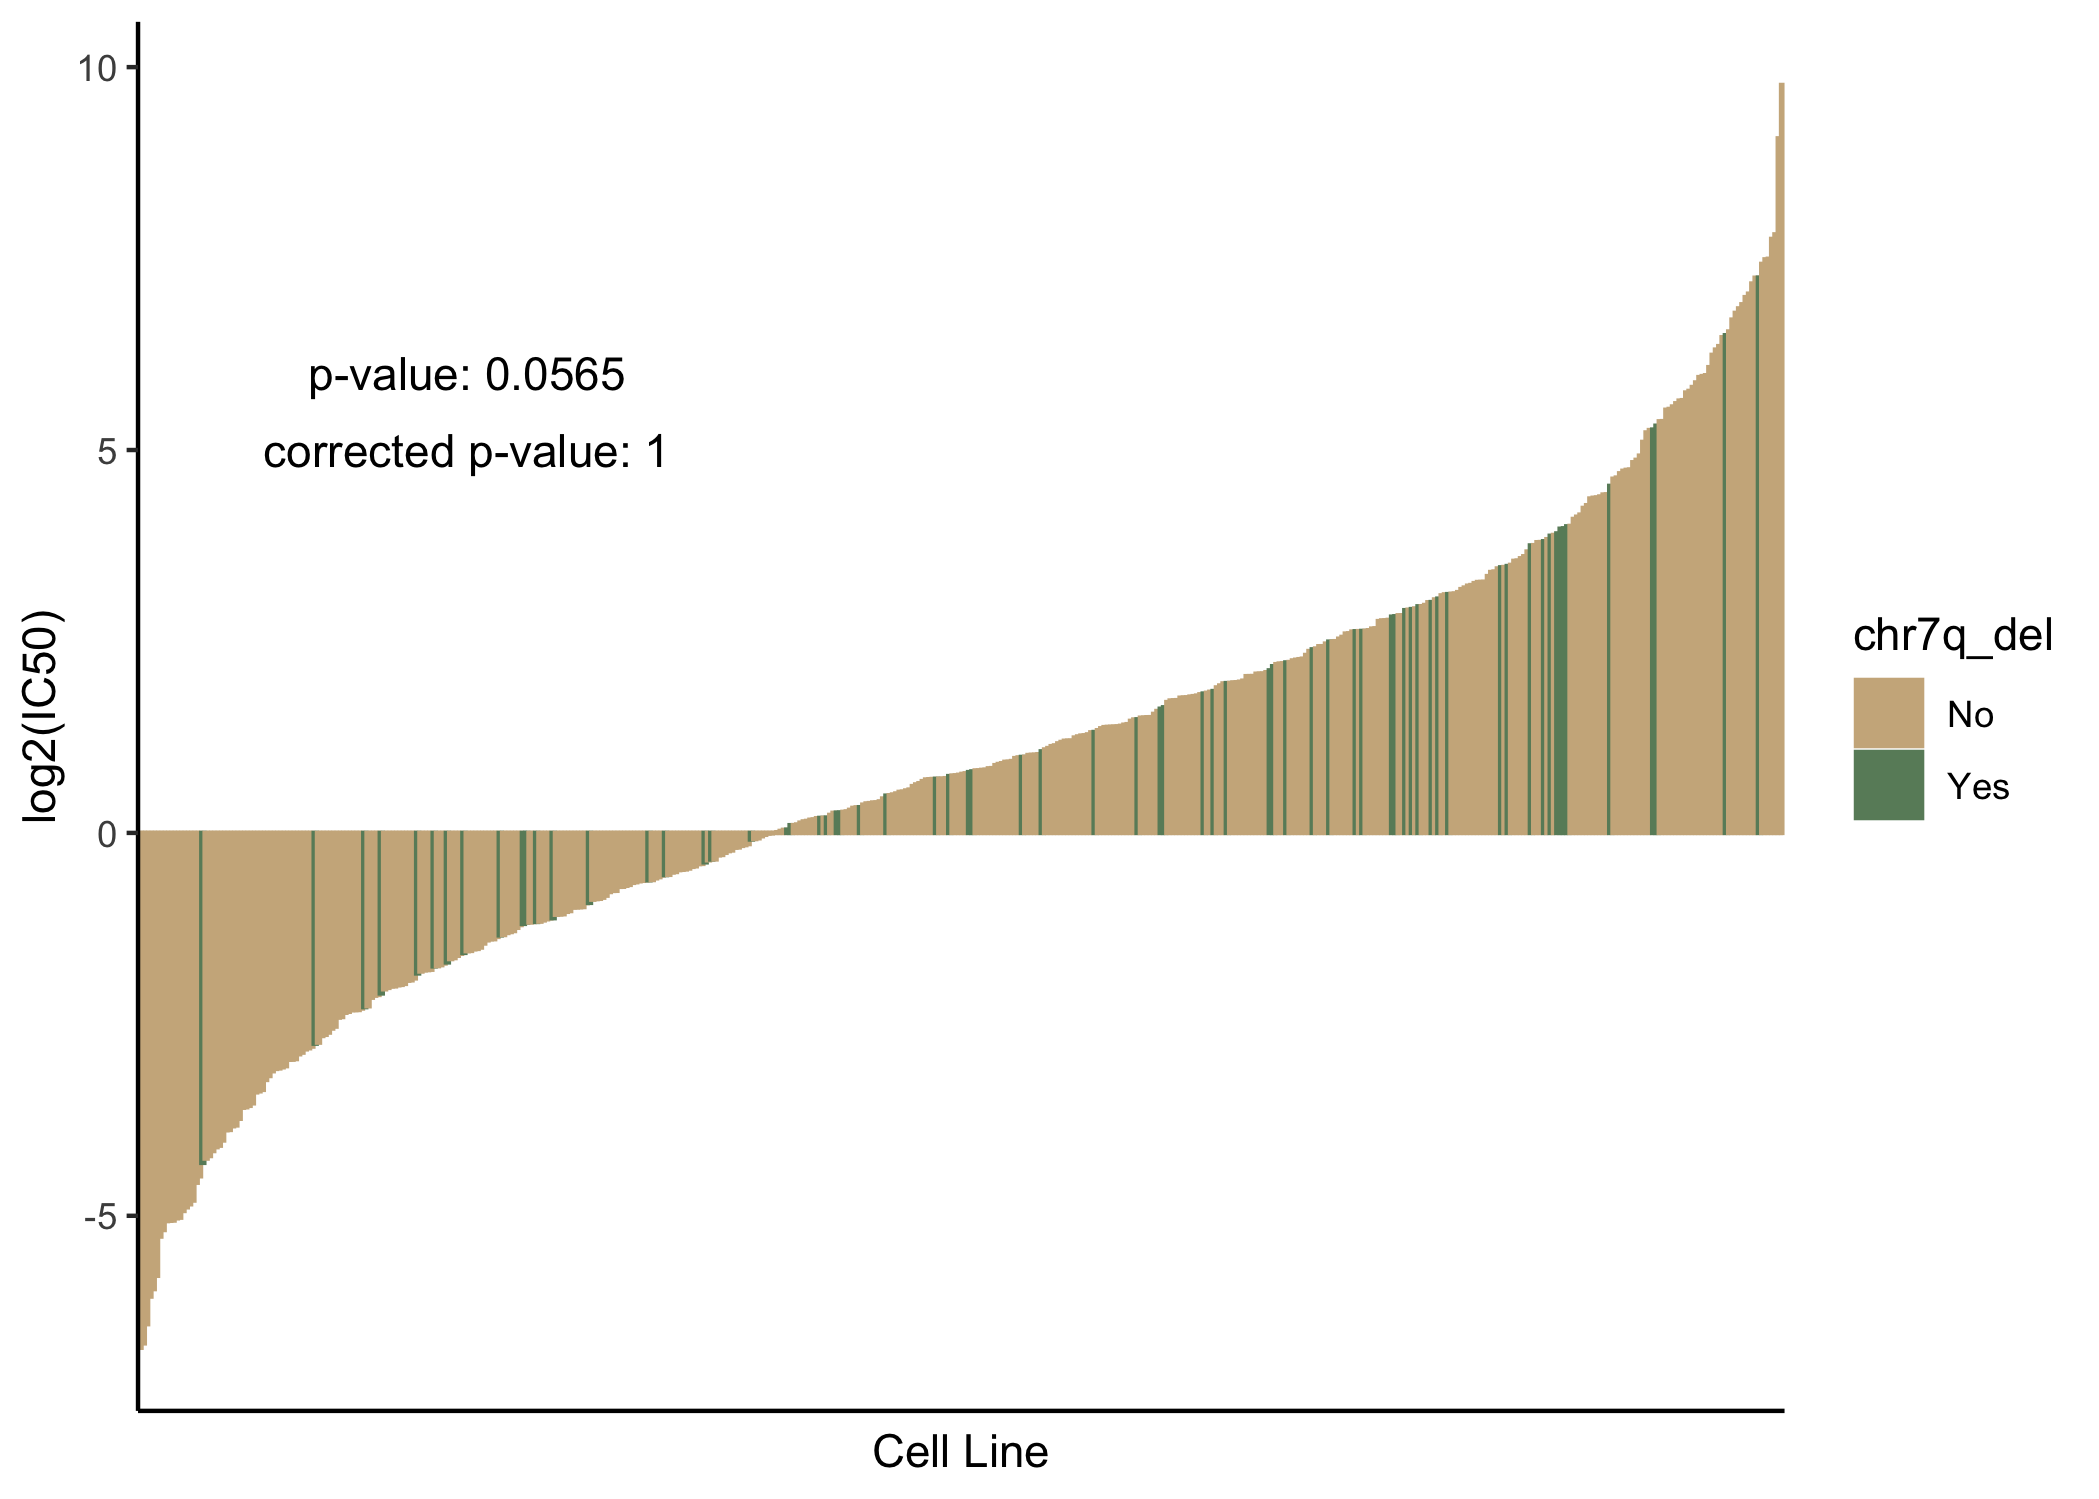 10
5
0
-5
log2(IC50)
p-value: 0.0565
corrected p-value: 1
Cell Line
chr7q_del
No
Yes